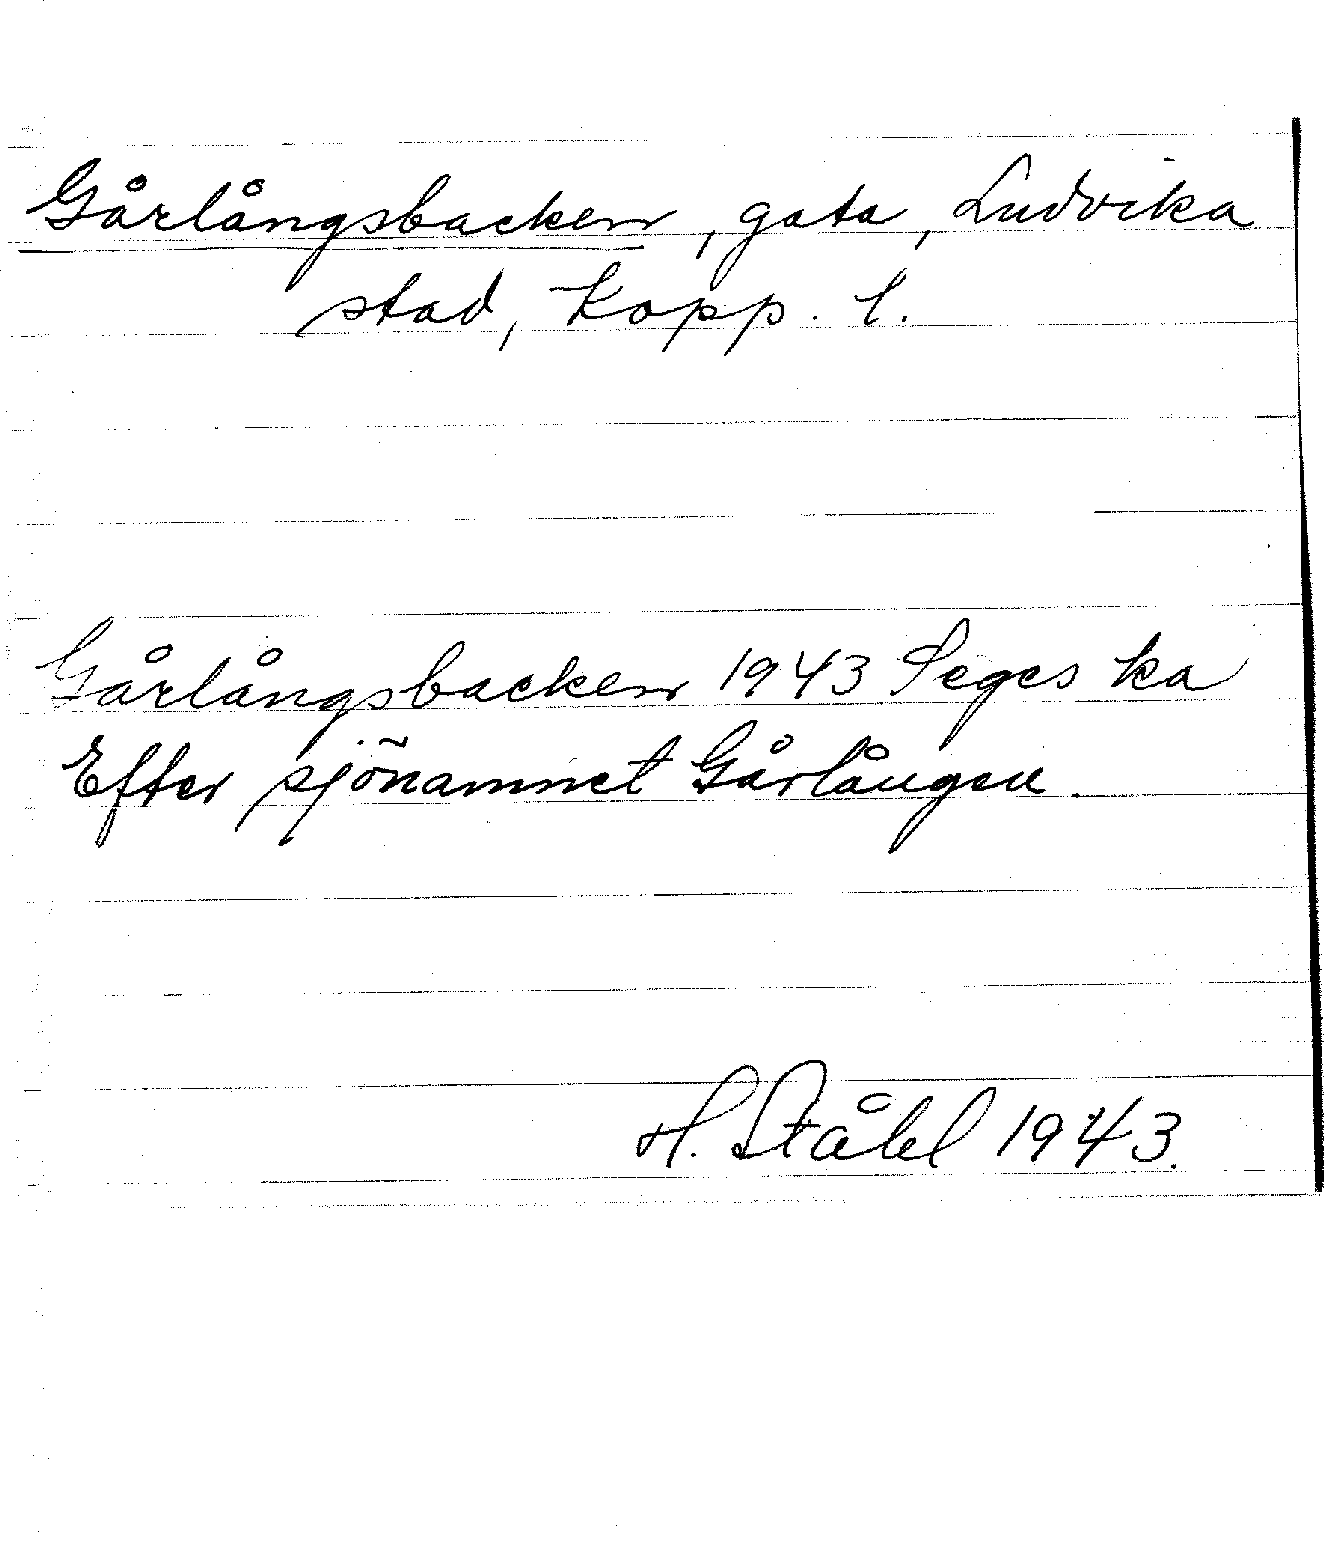 Gårlångsbacken, gata, Ludvika
stad, Kopp. l.
Gårlångsbacken 1943 Seges ka
Efter sjönamnet Gårlången.
H. Ståhl 1943.